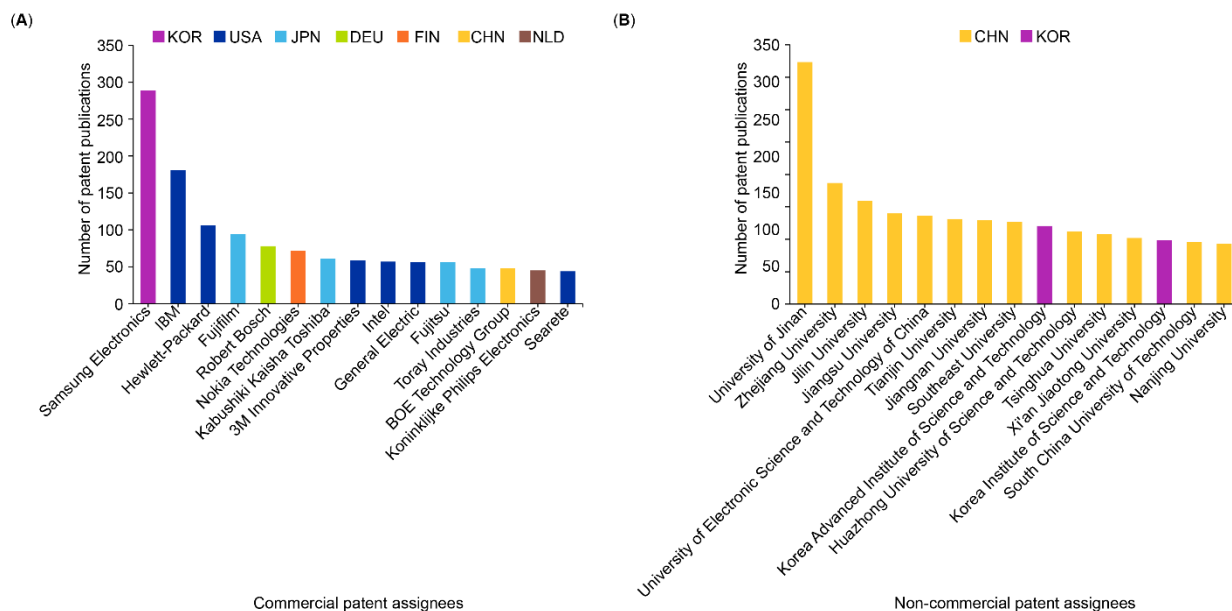 (A)
KOR USA JPN DEU FIN CHN NLD
Number of patent publications
350
300
250
200
150
100
50
0
Samsung Electronics
IBM
Hewlett-Packard
Fujifilm
Robert Bosch
Nokia Technologies
Kabushiki Kaisha Toshiba
3M Innovative Properties
Intel
General Electric
Fujitsu
Toray Industries
BOE Technology Group
Koninklijke Philips Electronics
Searete
Commercial patent assignees
(B)
CHN KOR
Number of patent publications
350
300
250
200
150
100
50
0
University of Jinan
Zhejiang University
Jilin University
Jiangsu University
University of Electronic Science and Technology of China
Tianjin University
Jiangnan University
Southeast University
Korea Advanced Institute of Science and Technology
Huazhong University of Science and Technology
Tsinghua University
Xi'an Jiaotong University
Korea Institute of Science and Technology
South China University of Technology
Nanjing University
Non-commercial patent assignees